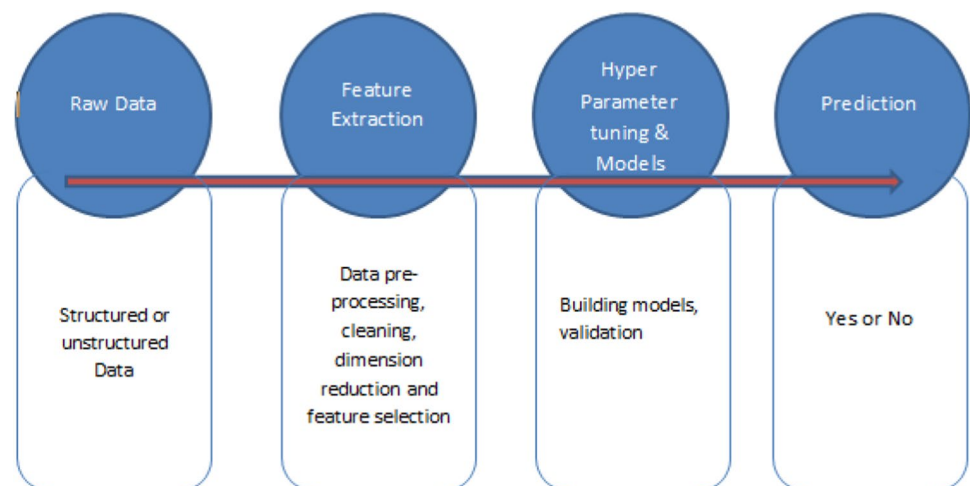 Raw Data
Feature
Extraction
Hyper
Parameter
tuning &
Models
Prediction
Structured or
unstructured
Data
Data pre-
processing,
cleaning,
dimension
reduction and
feature selection
Building models,
validation
Yes or No